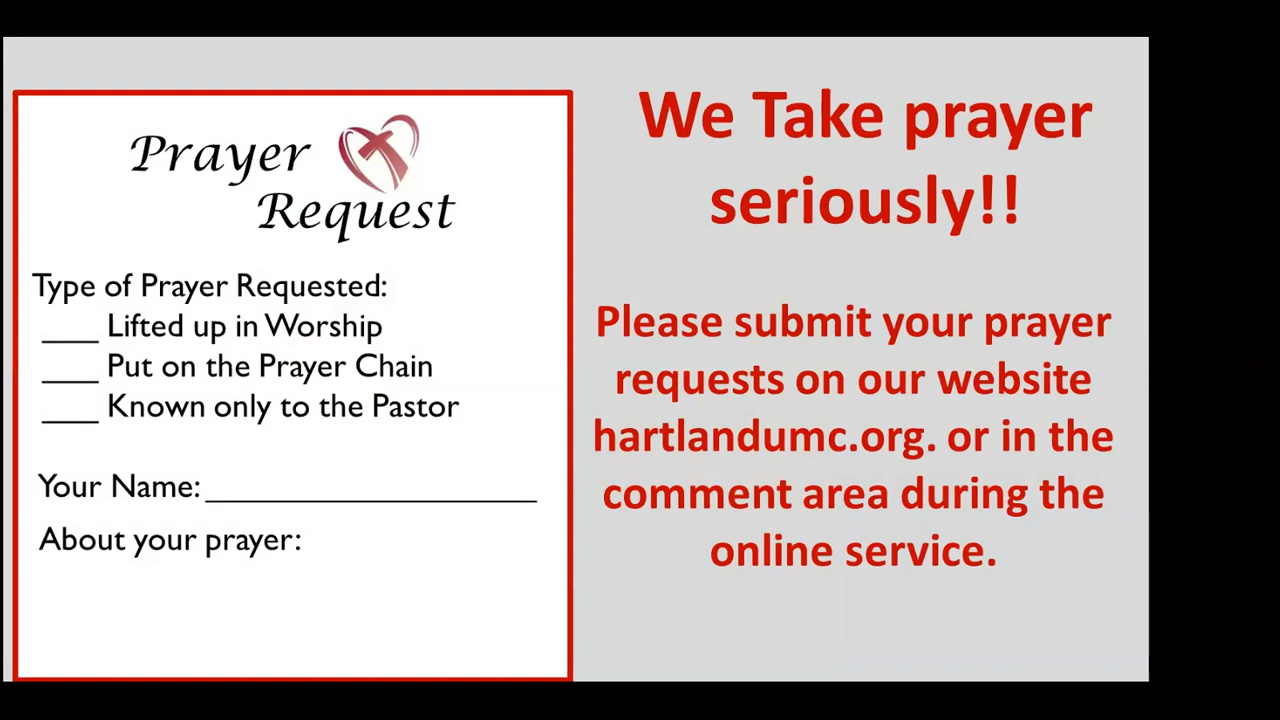 Prayer
Request
Type of Prayer Requested:
____ Lifted up in Worship
____ Put on the Prayer Chain
____ Known only to the Pastor
Your Name: ____________________
About your prayer:
We Take prayer
seriously!!
Please submit your prayer
requests on our website
hartlandumc.org. or in the
comment area during the
online service.